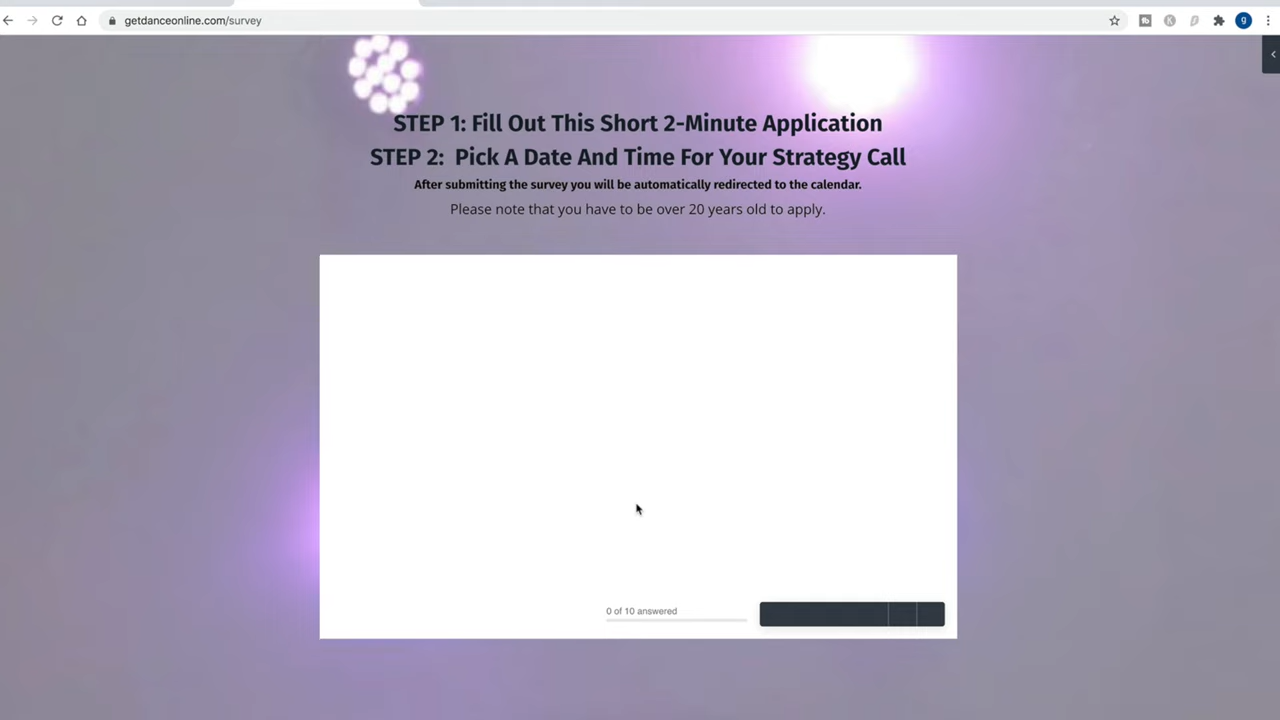 getdanceonline.com/survey
g
STEP 1: Fill Out This Short 2-Minute Application
STEP 2: Pick A Date And Time For Your Strategy Call
After submitting the survey you will be automatically redirected to the calendar.
Please note that you have to be over 20 years old to apply.
0 of 10 answered